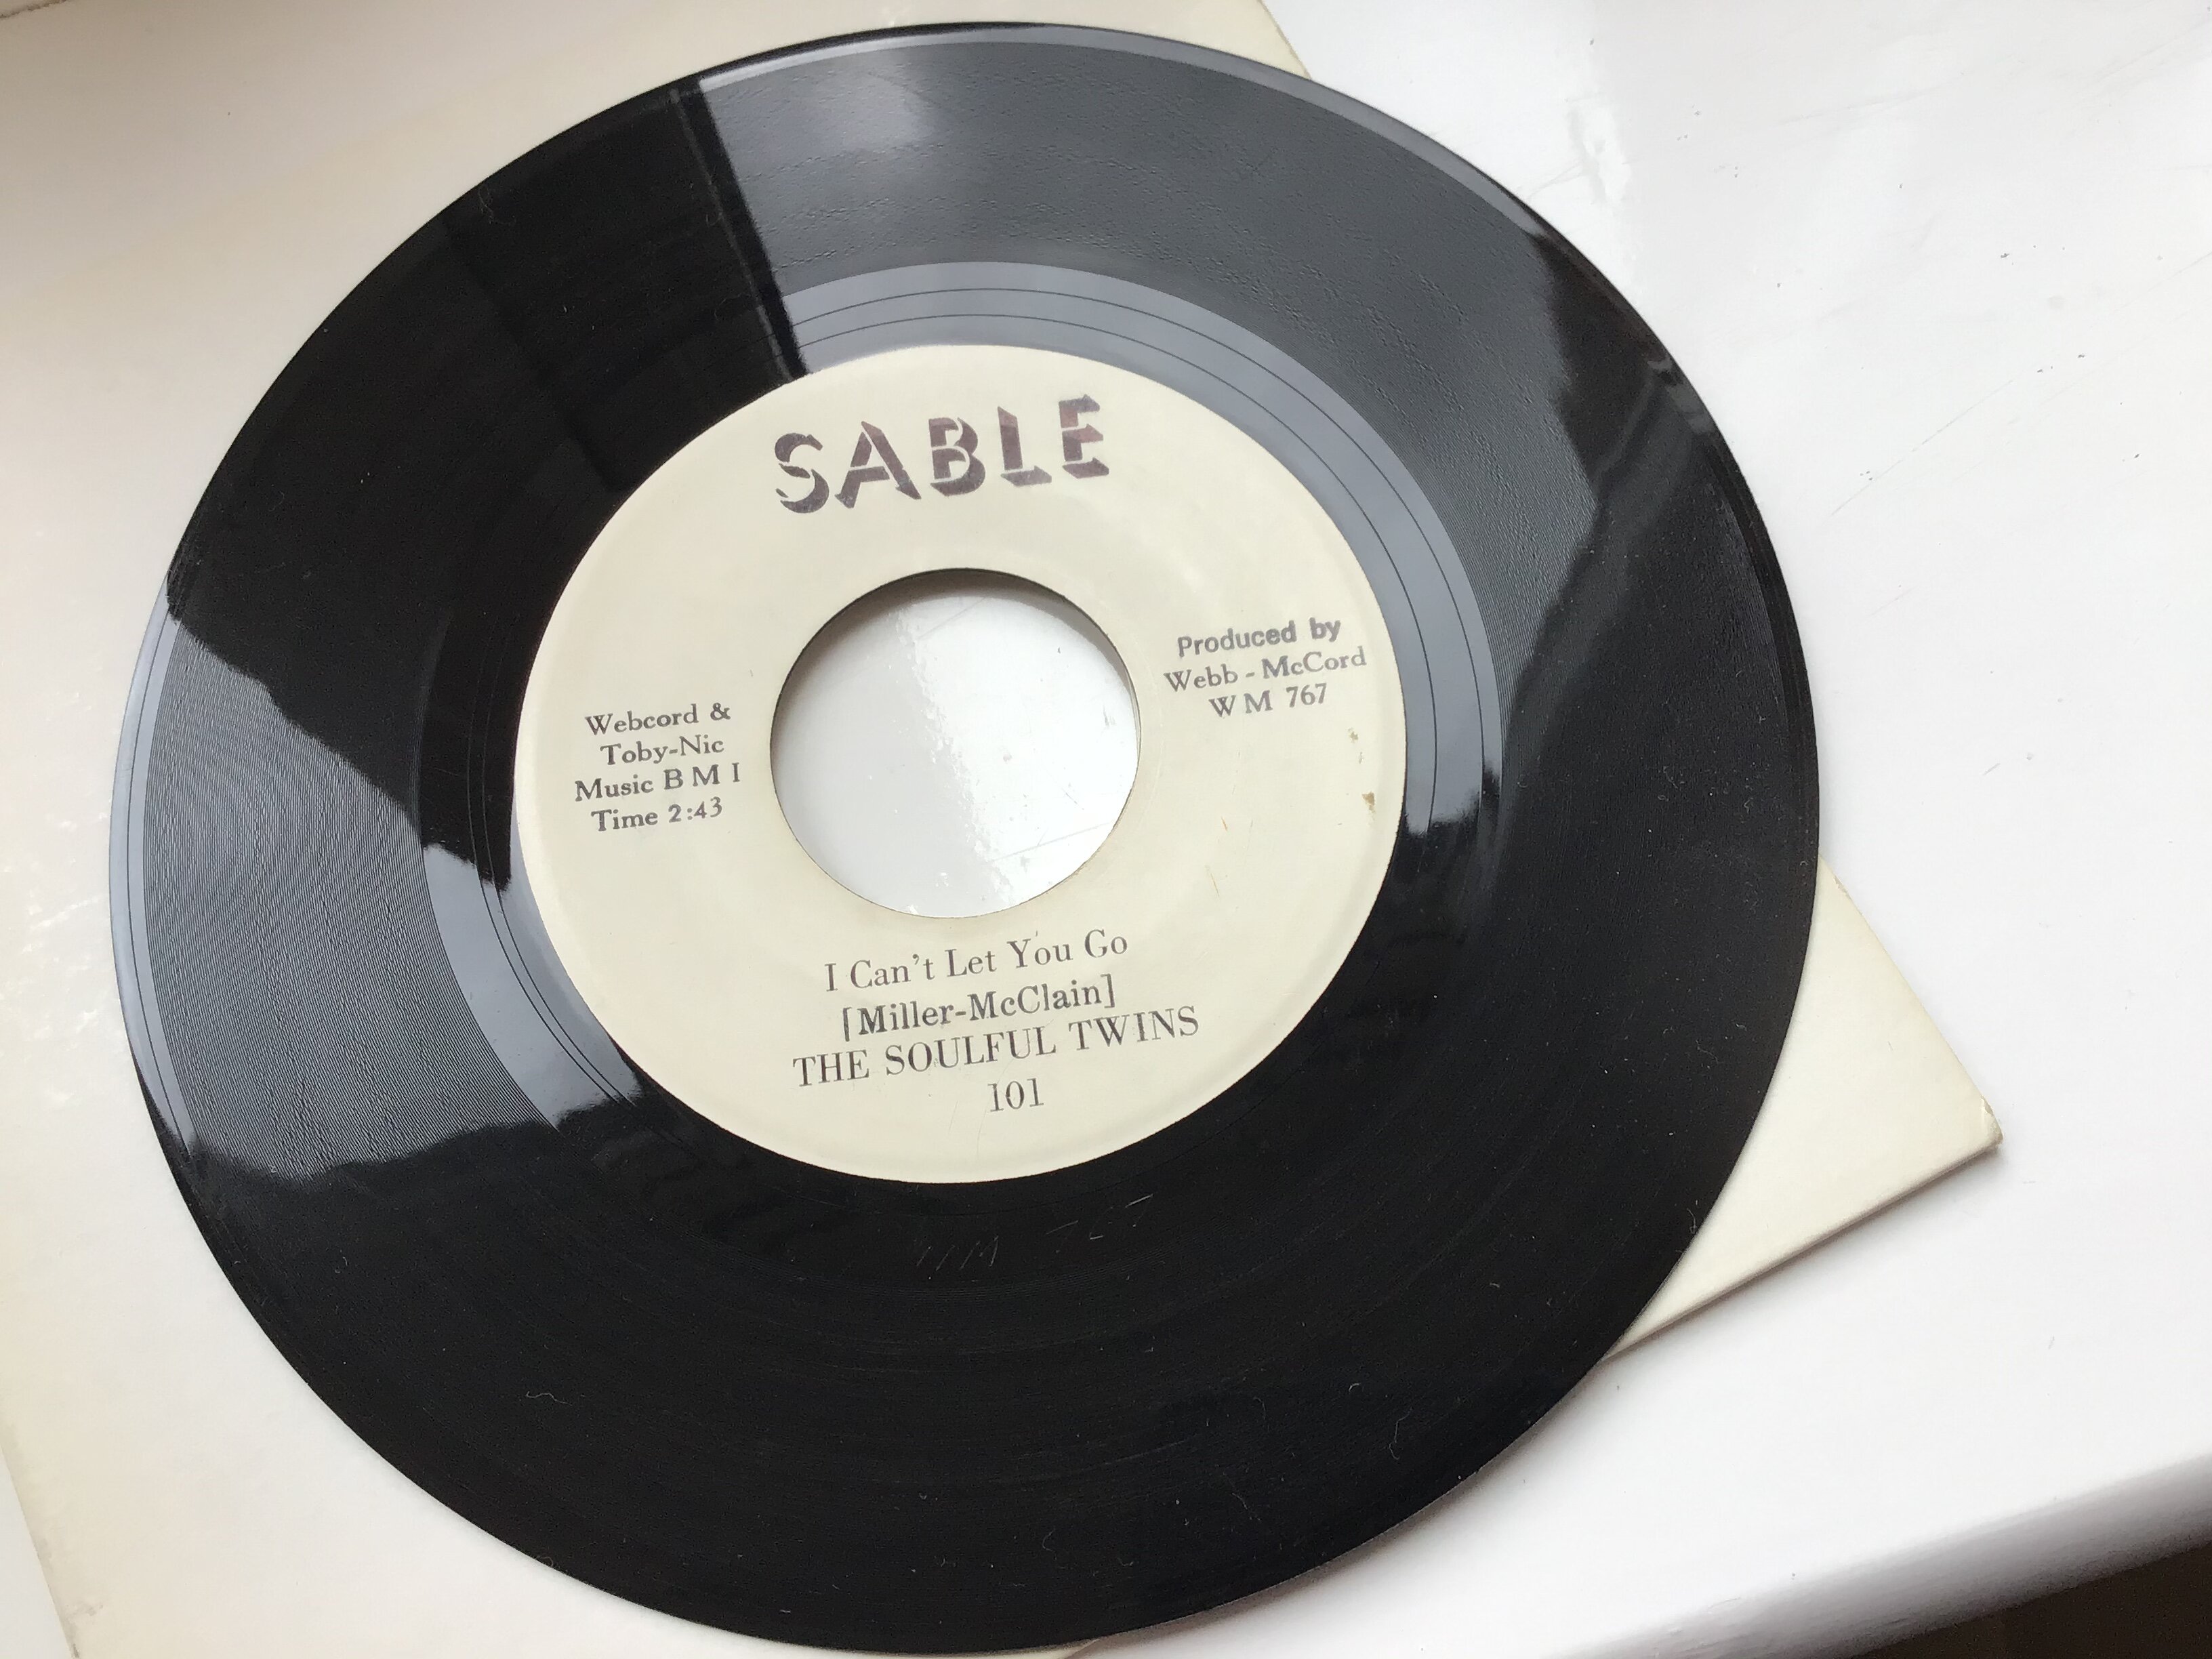 SABLE
Webcord &
Toby-Nic
Music B M I
Time 2:43
Produced by
Webb - McCord
W M 767
I Can't Let You Go
[Miller-McClain]
THE SOULFUL TWINS
101